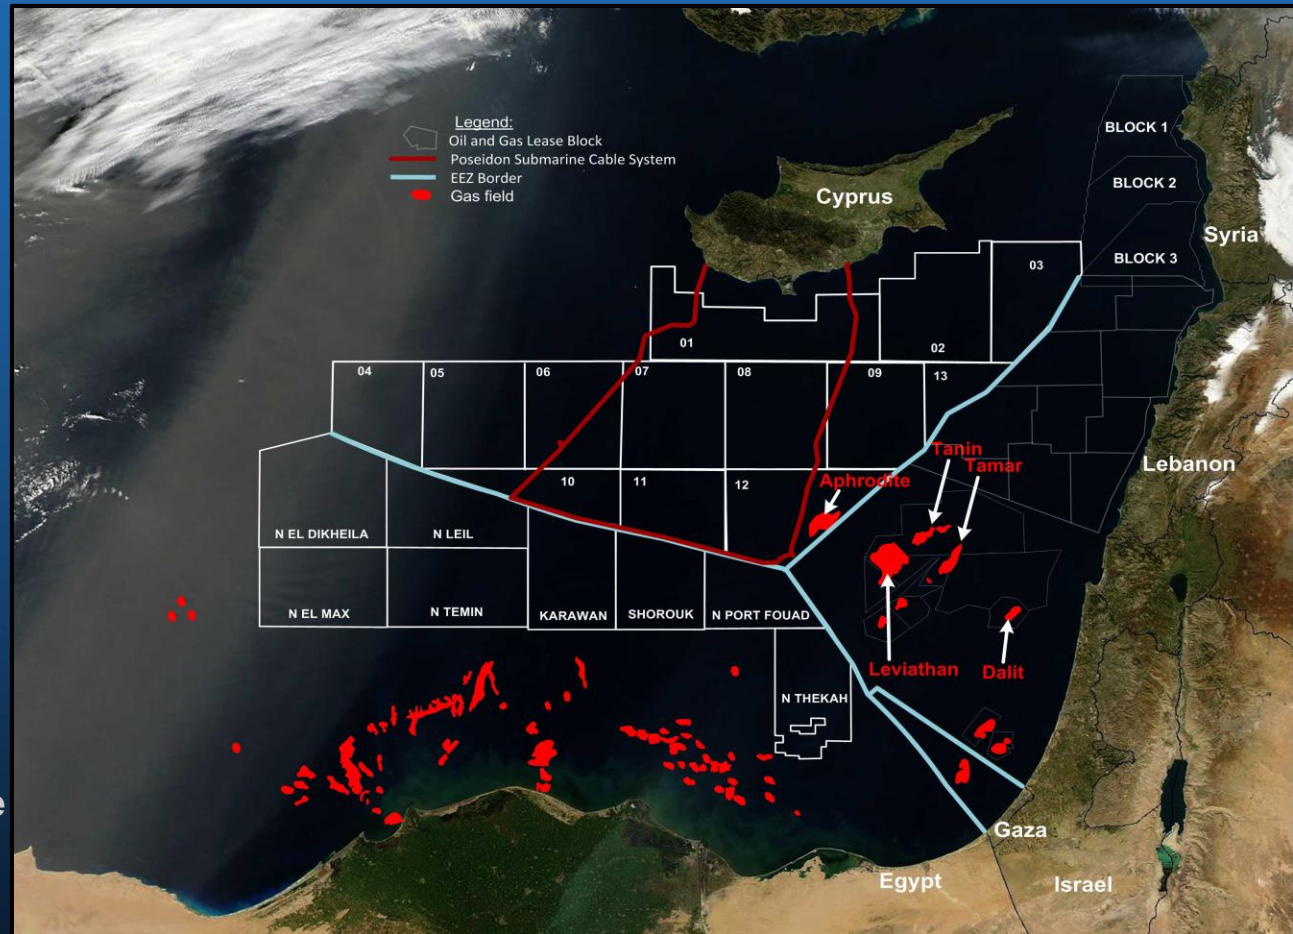 Legend:
Oil and Gas Lease Block
Poseidon Submarine Cable System
EEZ Border
Gas field
BLOCK 1
BLOCK 2
BLOCK 3
Cyprus
Syria
03
01
02
04
05
06
07
08
09
13
Tanin
Tamar
Lebanon
Aphrodite
10
11
12
N EL DIKHEILA
N LEIL
N EL MAX
N TEMIN
KARAWAN
SHOROUK
N PORT FOUAD
Leviathan
Dalit
N THEKAH
e
Gaza
Egypt
Israel